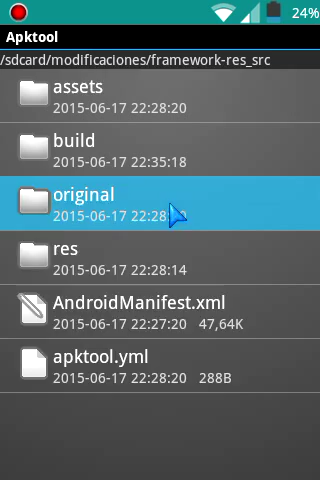 24%
Apktool
/sdcard/modificaciones/framework-res_src
assets
2015-06-17 22:28:20
build
2015-06-17 22:35:18
original
2015-06-17 22:28:
res
2015-06-17 22:28:14
AndroidManifest.xml
2015-06-17 22:27:20 47,64K
apktool.yml
2015-06-17 22:28:20 288B